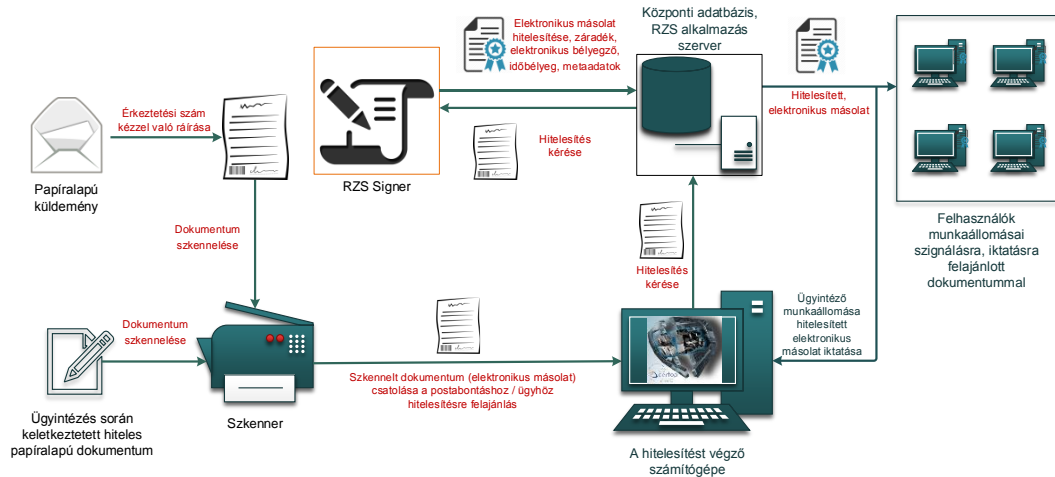 Elektronikus másolat
hitelesítése, záradék,
elektronikus bélyegző,
időbélyeg, metaadatok
Központi adatbázis,
RZS alkalmazás
szerver
Érkeztetési szám
kézzel való ráírása
Hitelesítés
kérése
Hitelesített,
elektronikus másolat
Papíralapú
küldemény
RZS Signer
Felhasználók
munkaállomásai
szignálásra, iktatásra
felajánlott
dokumentummal
Dokumentum
szkennelése
Hitelesítés
kérése
Ügyintéző
munkaállomása
hitelesített
elektronikus
másolat iktatása
Dokumentum
szkennelése
Szkennelt dokumentum (elektronikus másolat)
csatolása a postabontáshoz / ügyhöz
hitelesítésre felajánlás
Ügyintézés során
keletkeztetett hiteles
papíralapú dokumentum
Szkenner
A hitelesítést végző
számítógépe